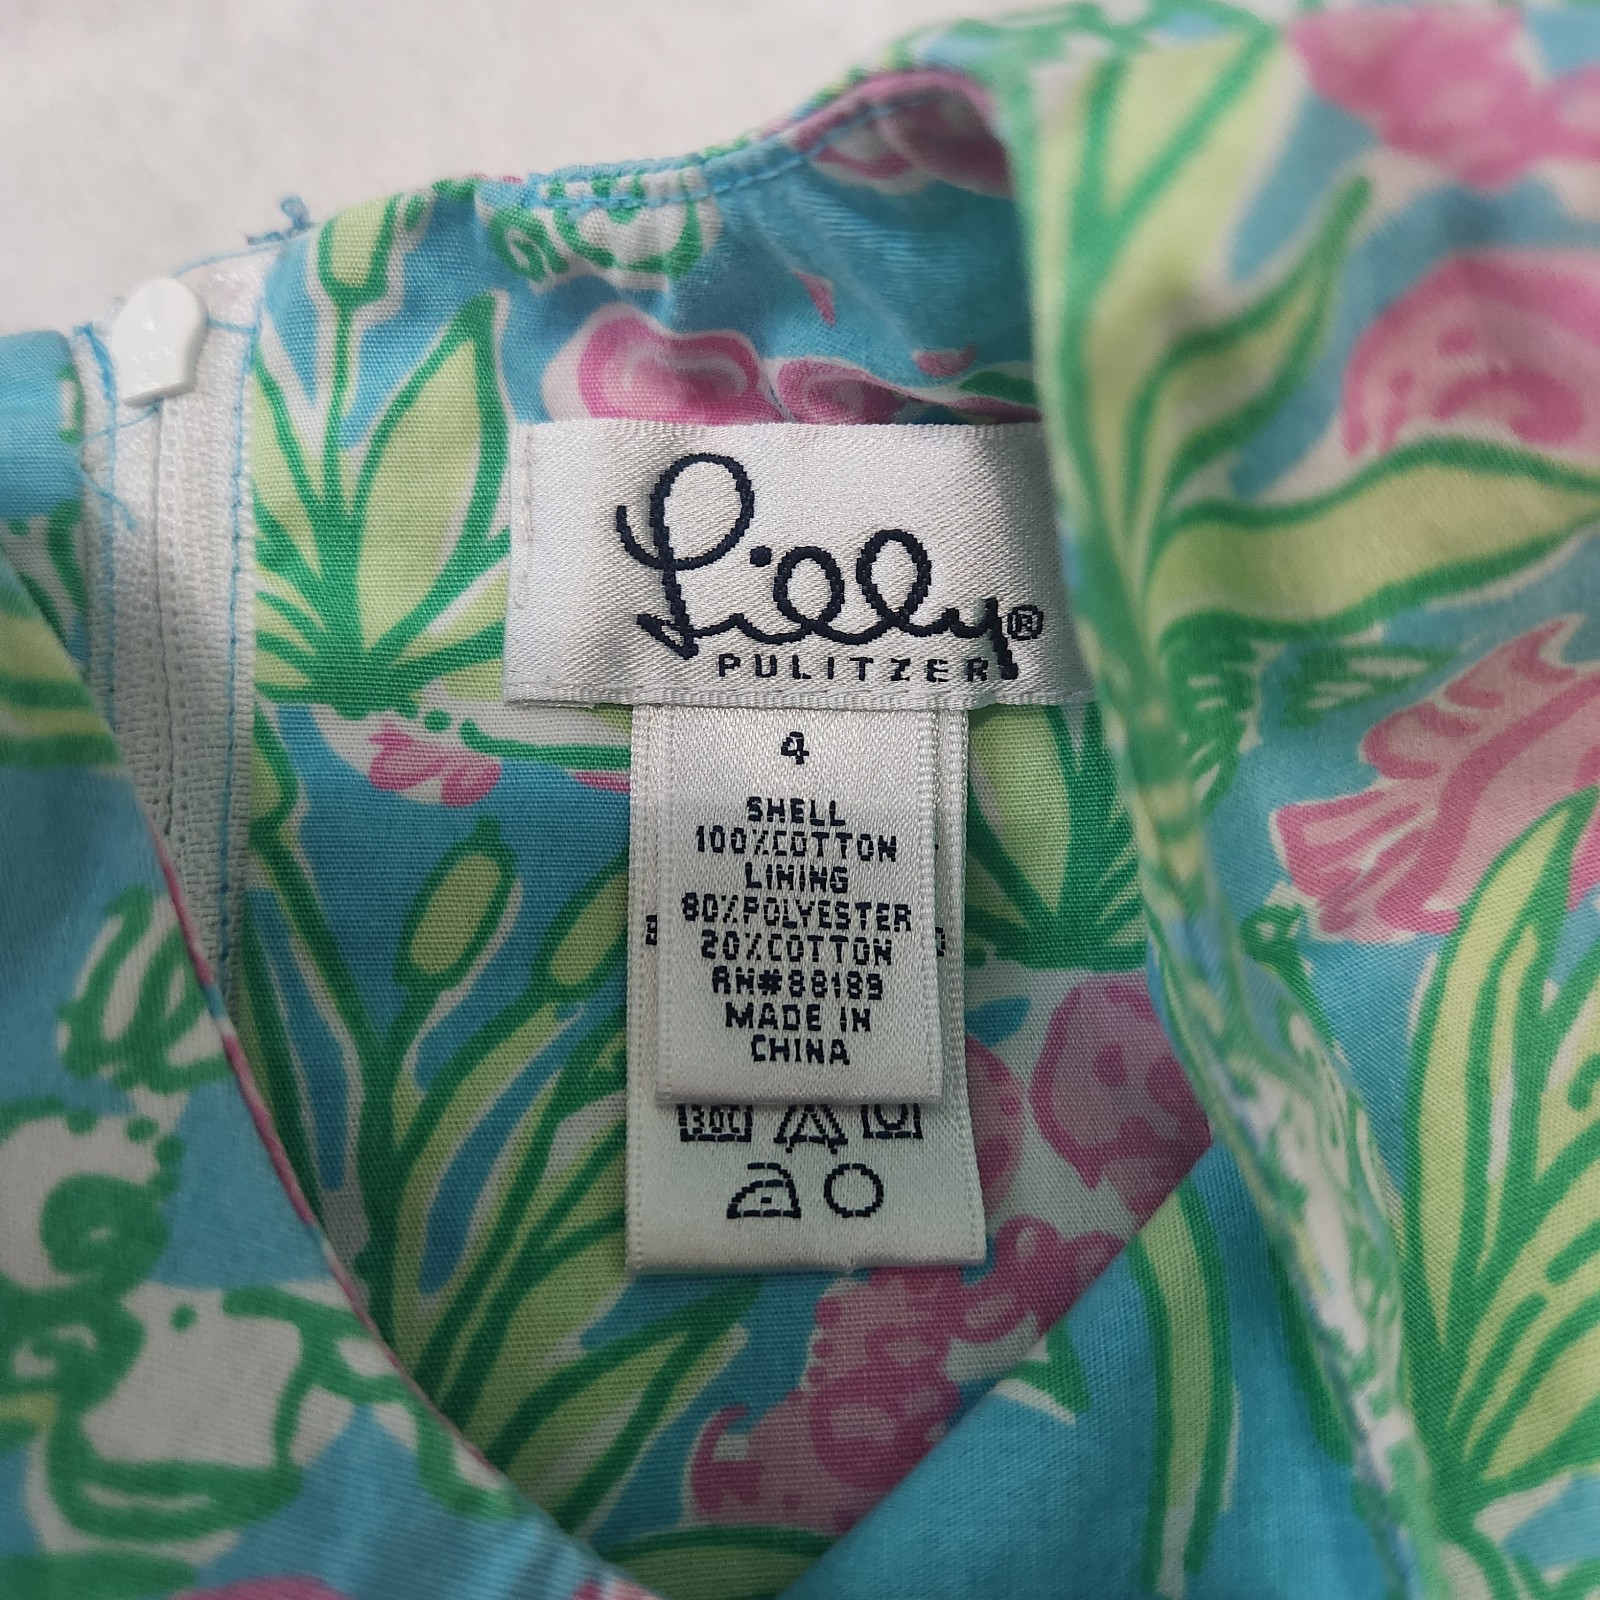 Lilly®
PULITZER
4
SHELL
100%COTTON
LINING
80%POLYESTER
20%COTTON
RN#88189
MADE IN
CHINA
30C